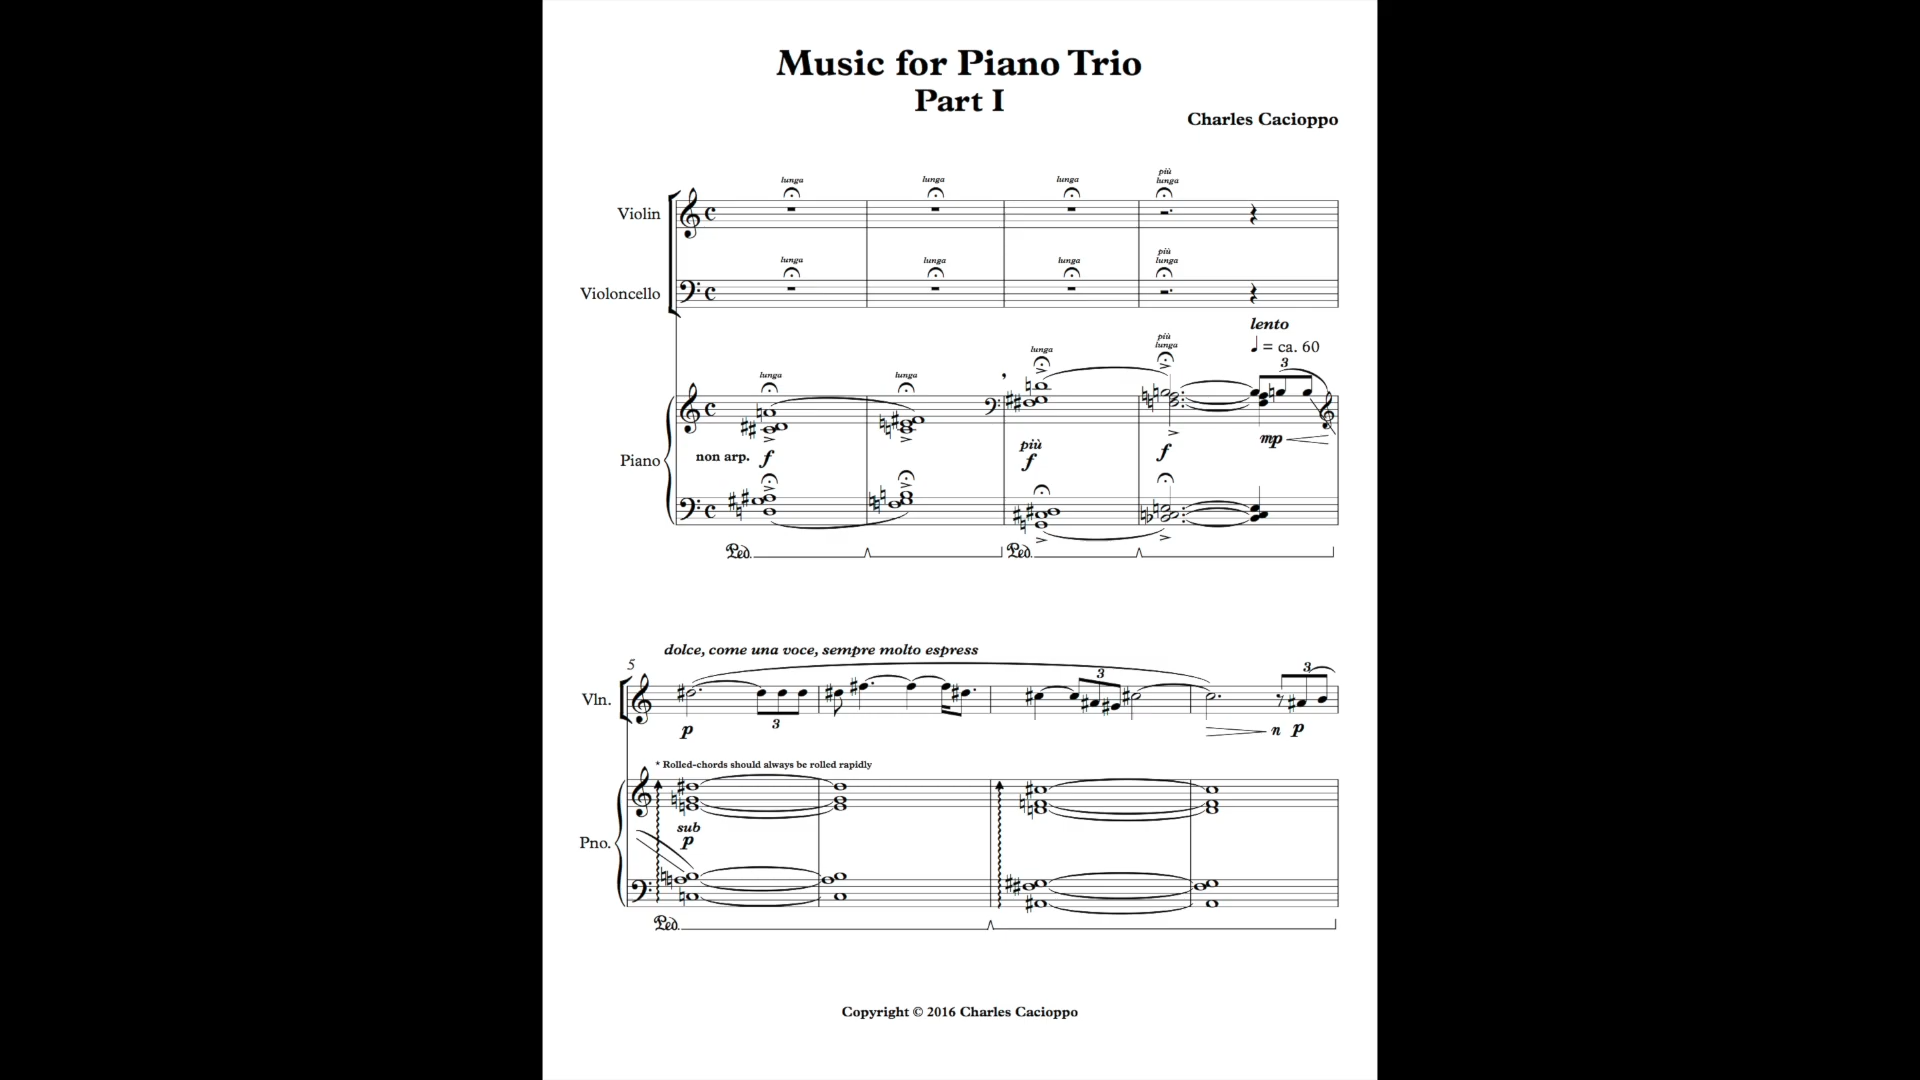 Music for Piano Trio
Part I
Charles Cacioppo
lunga lunga lunga più lunga
Violin
lunga lunga lunga più lunga
Violoncello
lento
♩ = ca. 60
lunga lunga lunga più lunga
3
mp
Piano
non arp. f più f f
Ped. Ped.
dolce, come una voce, sempre molto espress
5
Vln.
3 3 3
p n p
* Rolled-chords should always be rolled rapidly
sub
p
Pno.
Ped.
Copyright © 2016 Charles Cacioppo